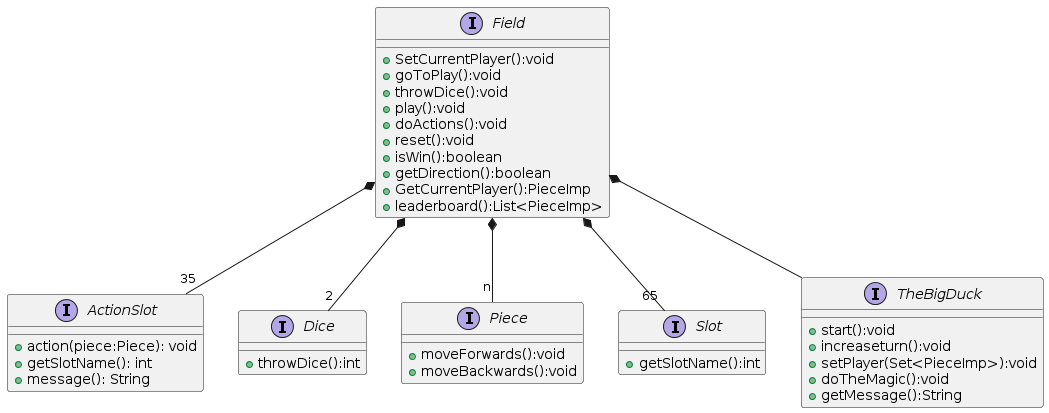 I Field
SetCurrentPlayer():void
goToPlay():void
throwDice():void
play():void
doActions():void
reset():void
isWin():boolean
getDirection():boolean
GetCurrentPlayer():PieceImp
leaderboard():List<PieceImp>
35
2
n
65
I ActionSlot
action(piece:Piece): void
getSlotName(): int
message(): String
I Dice
throwDice():int
I Piece
moveForwards():void
moveBackwards():void
I Slot
getSlotName():int
I TheBigDuck
start():void
increaseturn():void
setPlayer(Set<PieceImp>):void
doTheMagic():void
getMessage():String